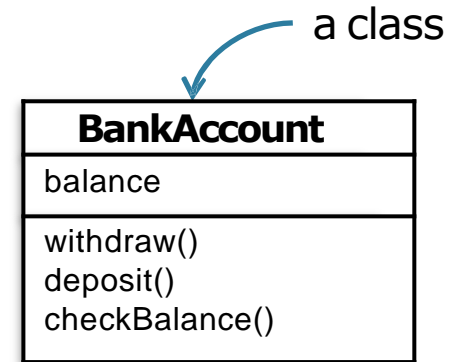 a class
BankAccount
balance
withdraw()
deposit()
checkBalance()